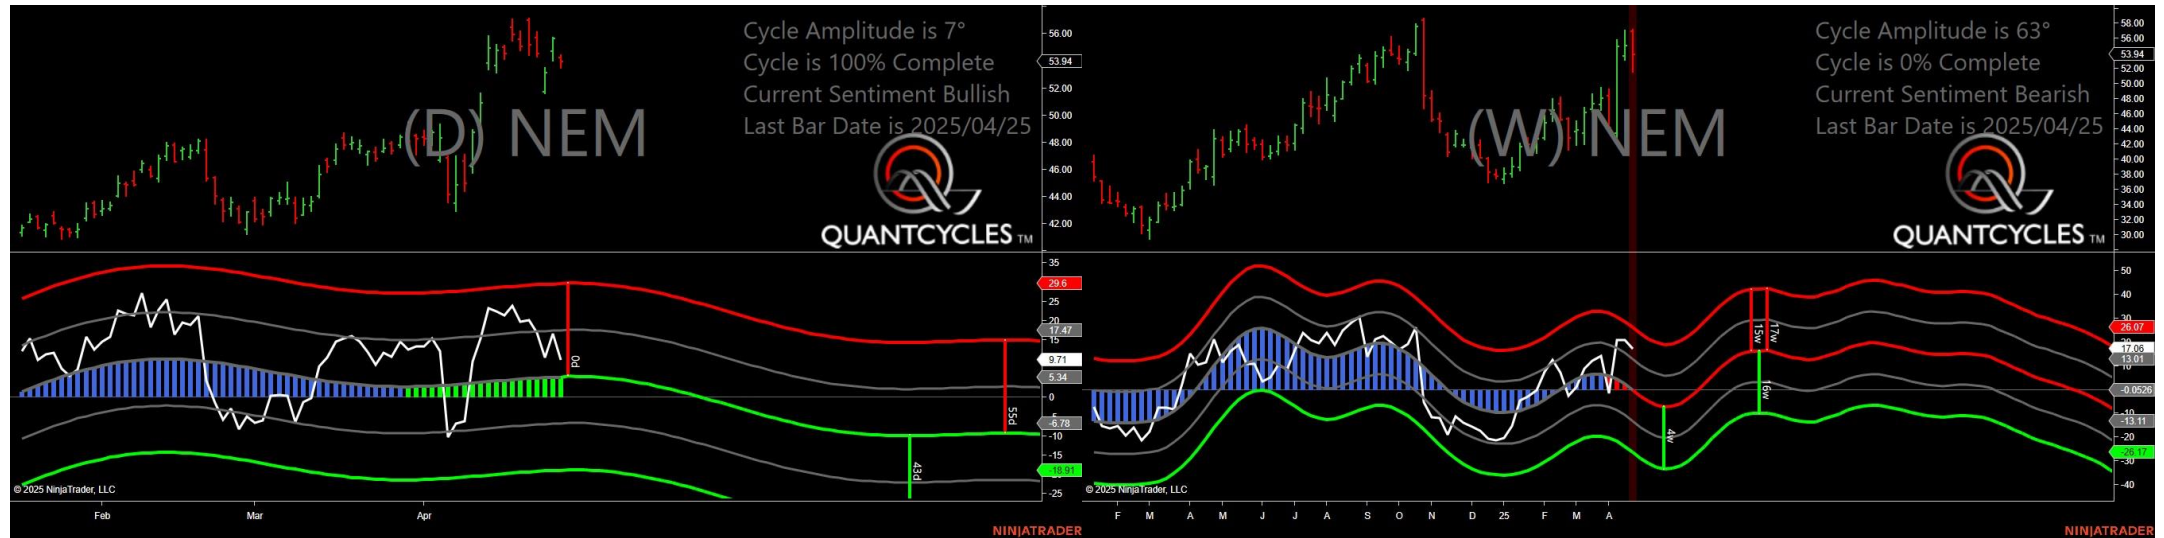 Cycle Amplitude is 7°
Cycle is 100% Complete
Current Sentiment Bullish
Last Bar Date is 2025/04/25
(D) NEM
QUANTCYCLES TM
56.00
53.94
52.00
50.00
48.00
46.00
44.00
42.00
35
29.6
25
20
17.47
15
9.71
5.34
0
-6.78
-10
-15
-18.91
-25
0d
43d
55d
© 2025 NinjaTrader, LLC
Feb Mar Apr
NINJATRADER
Cycle Amplitude is 63°
Cycle is 0% Complete
Current Sentiment Bearish
Last Bar Date is 2025/04/25
(W) NEM
QUANTCYCLES TM
58.00
56.00
53.94
52.00
50.00
48.00
46.00
44.00
42.00
40.00
38.00
36.00
34.00
32.00
30.00
50
40
30
26.07
17.06
13.01
10
-0.0526
-10
-13.11
-20
-26.17
-30
-40
4w
15w
17w
16w
© 2025 NinjaTrader, LLC
F M A M J J A S O N D 25 F M A
NINJATRADER